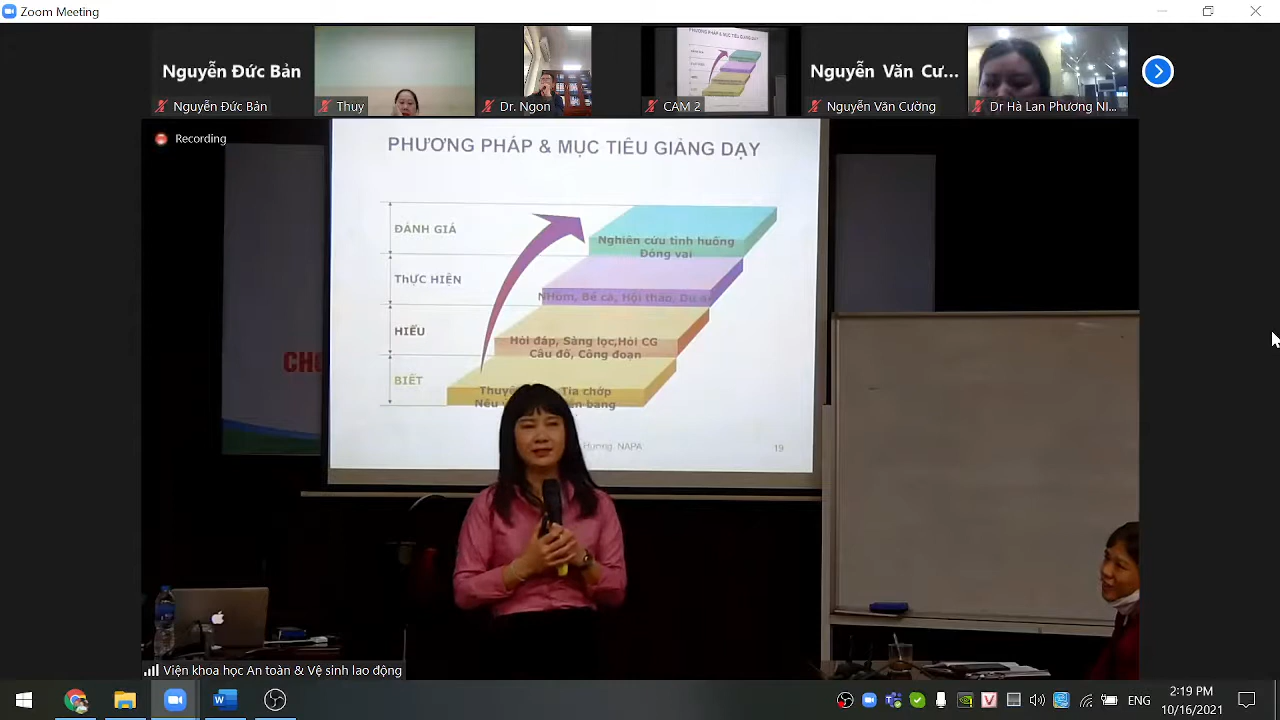 Zoom Meeting
Nguyễn Đức Bản
Nguyễn Văn Cư...
Nguyễn Đức Bản
Thuy
Dr. Ngon
CAM 2
Nguyễn Văn Cường
Dr Hà Lan Phương NI...
Recording
PHƯƠNG PHÁP & MỤC TIÊU GIẢNG DẠY
ĐÁNH GIÁ
Nghiên cứu tình huống
Đóng vai
ThỰC HIỆN
NHóm, Bể cá, Hội thảo, Dự
HIỂU
Hỏi đáp, Sàng lọc,Hỏi CG
Câu đố, Công đoạn
BIẾT
Tia chớp
Nêu
Hương. NAPA
19
CHƯ
Viện khoa học An toàn & Vệ sinh lao động
W
ENG
2:19 PM
10/16/2021